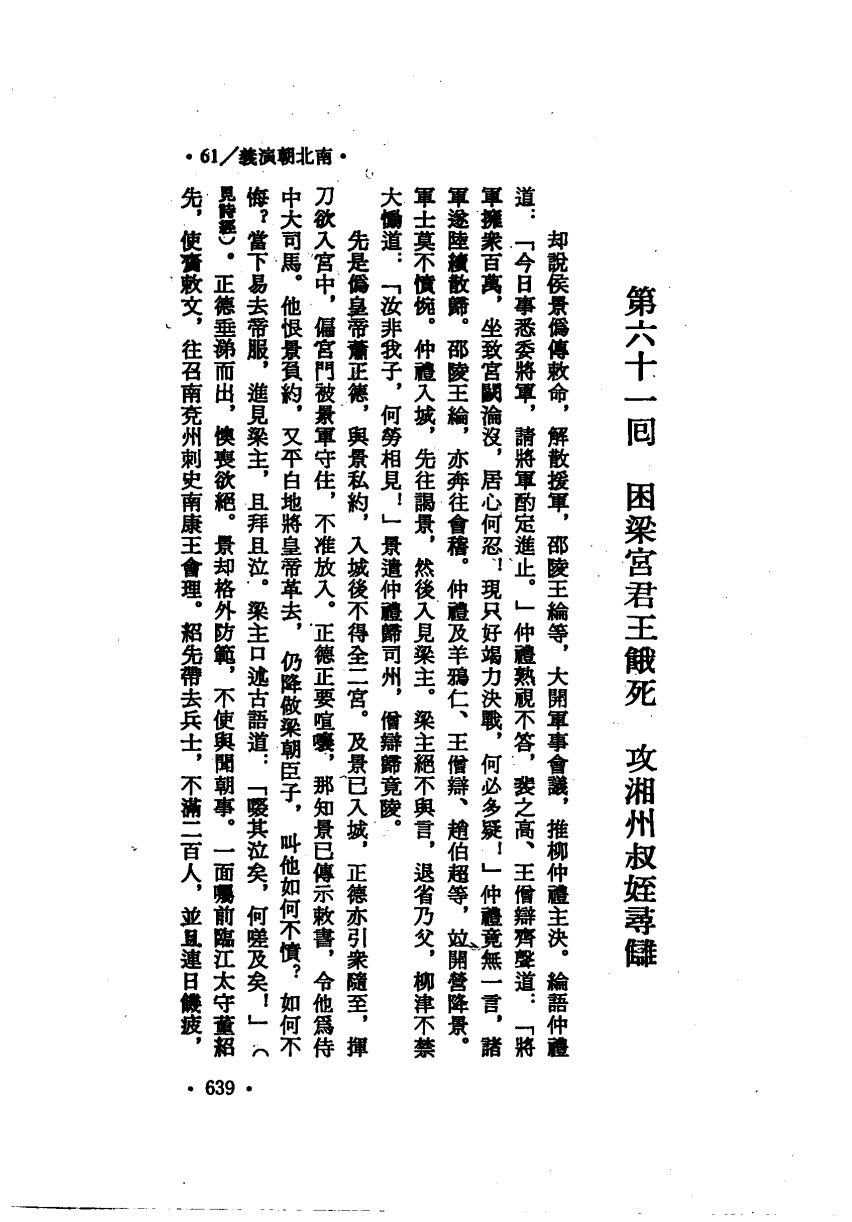 •61／義演朝北南•
第六十一回　困梁宮君王餓死　攻湘州叔姪尋讎
却說侯景僞傳敕命，解散援軍，邵陵王綸等，大開軍事會議，推柳仲禮主決。綸語仲禮
道：「今日事悉委將軍，請將軍酌定進止。」仲禮熟視不答，裴之高、王僧辯齊聲道：「將
軍擁衆百萬，坐致宮闕淪沒，居心何忍！現只好竭力決戰，何必多疑！」仲禮竟無一言，諸
軍遂陸續散歸。邵陵王綸，亦奔往會稽。仲禮及羊鴉仁、王僧辯、趙伯超等，竝開營降景。
軍士莫不憤惋。仲禮入城，先往謁景，然後入見梁主。梁主絕不與言，退省乃父，柳津不禁
大慟道：「汝非我子，何勞相見！」景遣仲禮歸司州，僧辯歸竟陵。
先是僞皇帝蕭正德，與景私約，入城後不得全二宮。及景已入城，正德亦引衆隨至，揮
刀欲入宮中，偏宮門被景軍守住，不准放入。正德正要喧嚷，那知景已傳示敕書，令他爲侍
中大司馬。他恨景負約，又平白地將皇帝革去，仍降做梁朝臣子，叫他如何不憤？如何不
悔？當下易去帝服，進見梁主，且拜且泣。梁主口述古語道：「啜其泣矣，何嗟及矣！」（
見詩經）。正德垂涕而出，懊喪欲絕。景却格外防範，不使與聞朝事。一面囑前臨江太守董紹
先，使齎敕文，往召南兗州刺史南康王會理。紹先帶去兵士，不滿二百人，並且連日饑疲，
•639•